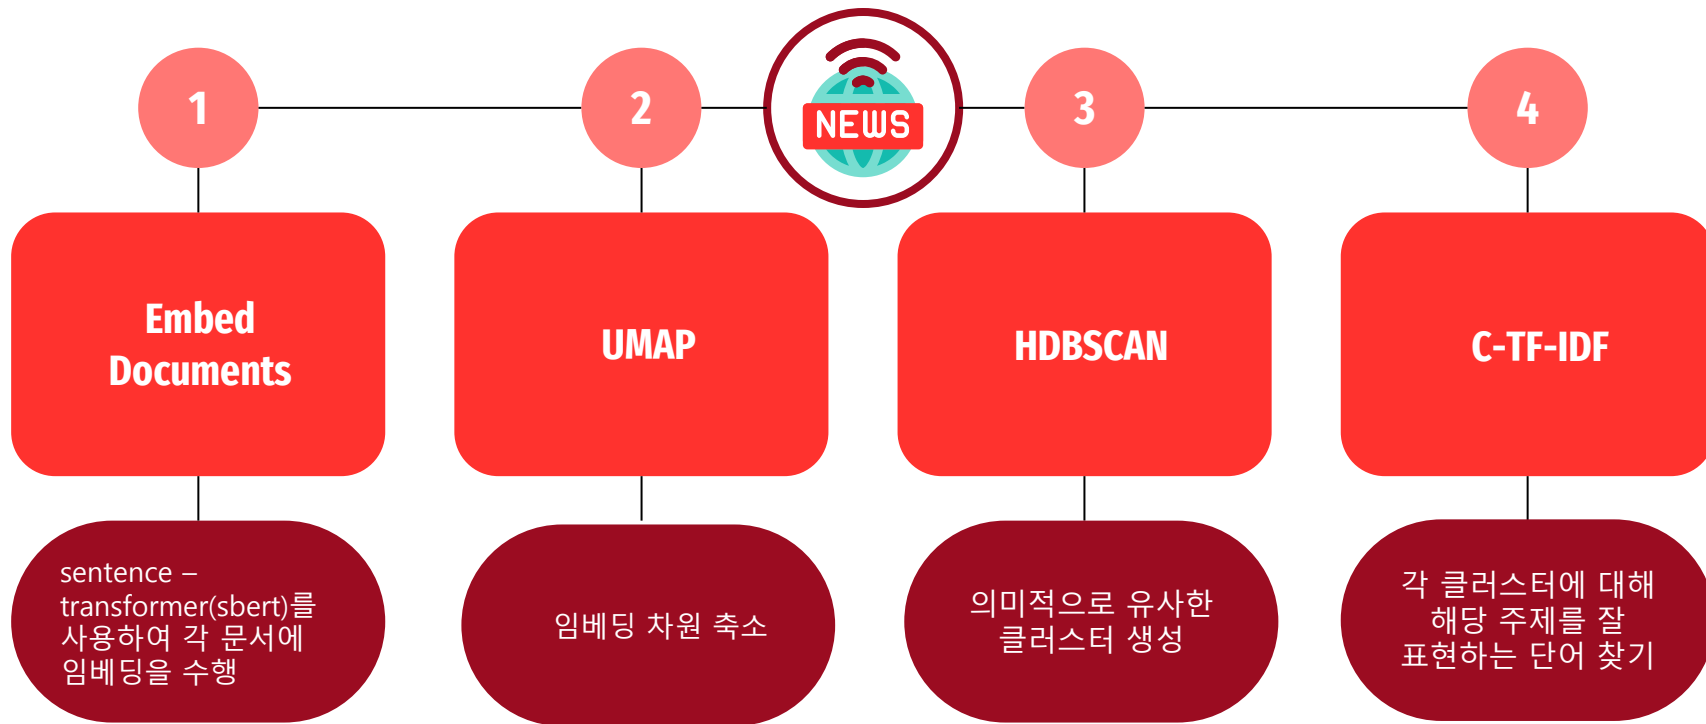 1
2
NEWS
3
4
Embed
Documents
UMAP
HDBSCAN
C-TF-IDF
sentence –
transformer(sbert)를
사용하여 각 문서에
임베딩을 수행
임베딩 차원 축소
의미적으로 유사한
클러스터 생성
각 클러스터에 대해
해당 주제를 잘
표현하는 단어 찾기